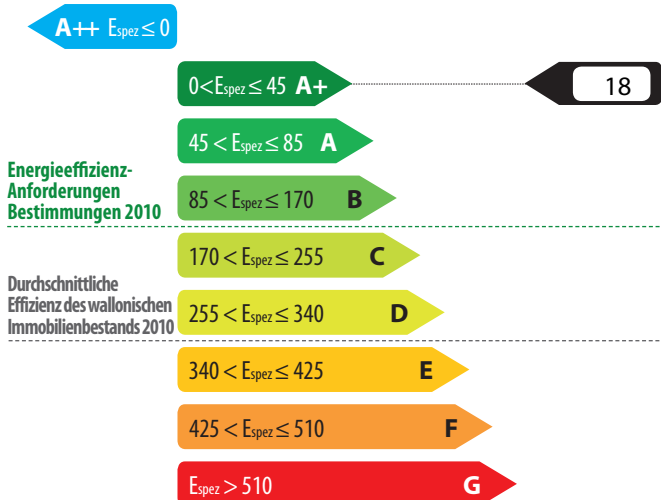 A++ Espez ≤ 0
0<Espez ≤ 45 A+
18
45 < Espez ≤ 85 A
Energieeffizienz-
Anforderungen
Bestimmungen 2010
85 < Espez ≤ 170 B
170 < Espez ≤ 255 C
Durchschnittliche
Effizienz des wallonischen
Immobilienbestands 2010
255 < Espez ≤ 340 D
340 < Espez ≤ 425 E
425 < Espez ≤ 510 F
Espez > 510 G